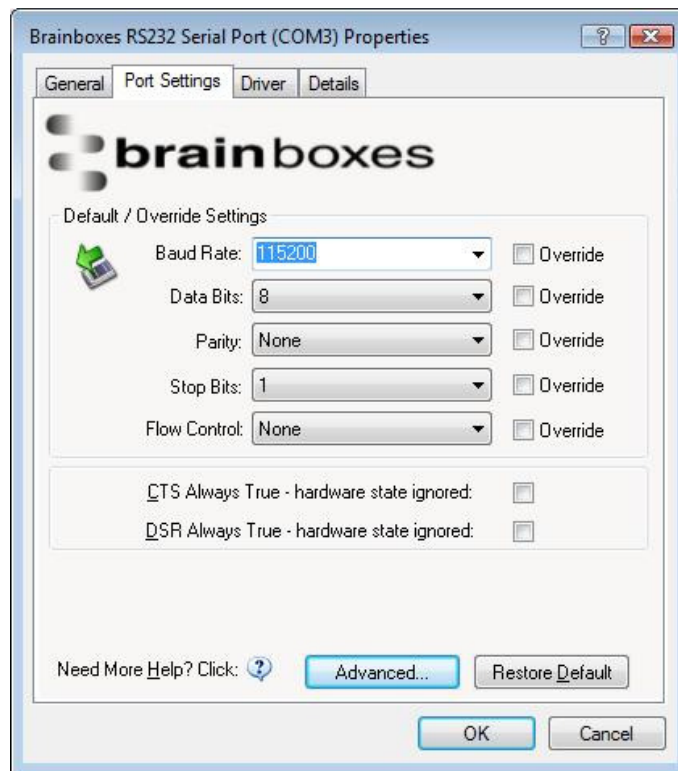 Brainboxes RS232 Serial Port (COM3) Properties
General Port Settings Driver Details
brainboxes
Default / Override Settings
Baud Rate: 115200 Override
Data Bits: 8 Override
Parity: None Override
Stop Bits: 1 Override
Flow Control: None Override
CTS Always True - hardware state ignored:
DSR Always True - hardware state ignored:
Need More Help? Click: ? Advanced... Restore Default
OK Cancel